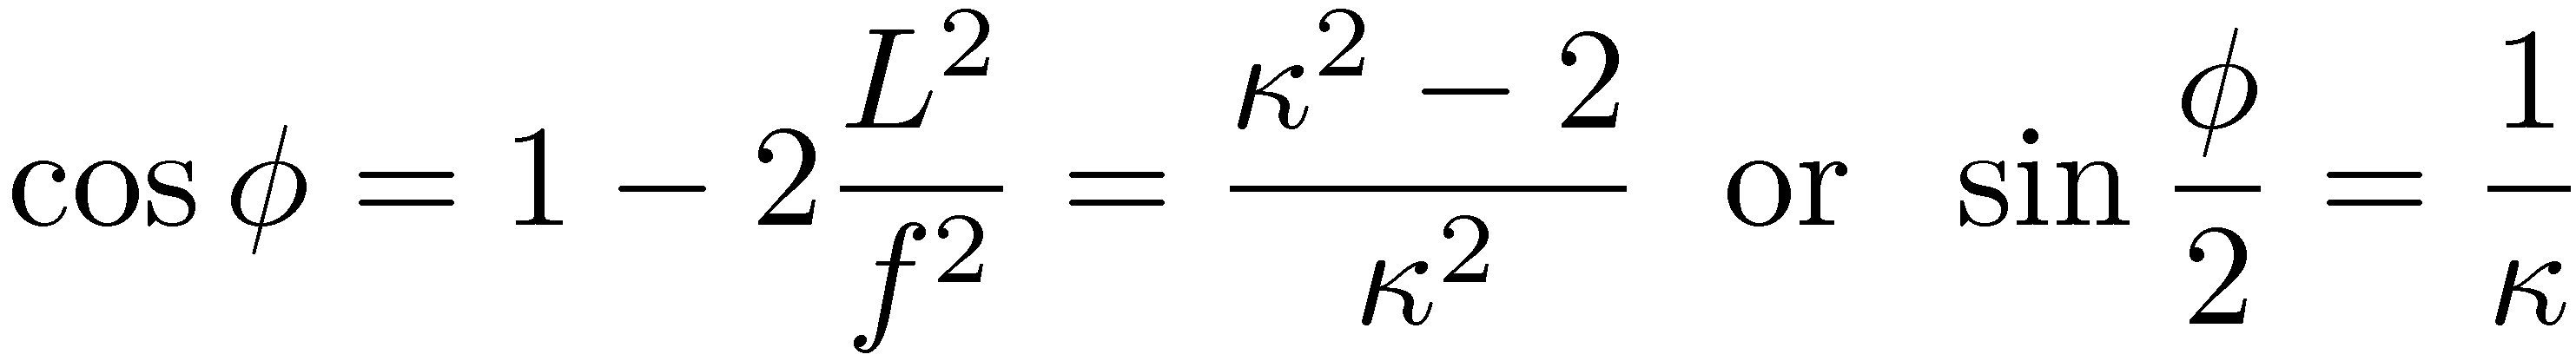 cos ϕ = 1 − 2 L²/f² = (κ² − 2)/κ² or sin ϕ/2 = 1/κ